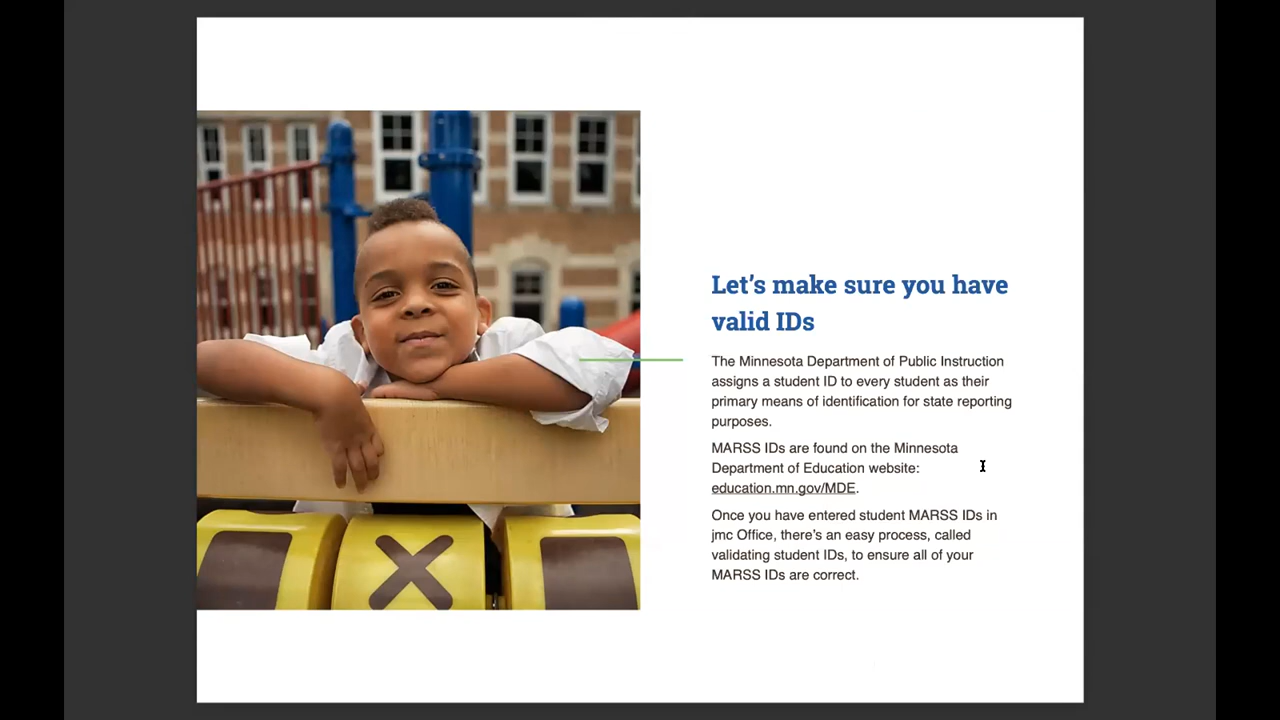 Let’s make sure you have
valid IDs
The Minnesota Department of Public Instruction
assigns a student ID to every student as their
primary means of identification for state reporting
purposes.
MARSS IDs are found on the Minnesota
Department of Education website:
education.mn.gov/MDE.
Once you have entered student MARSS IDs in
jmc Office, there’s an easy process, called
validating student IDs, to ensure all of your
MARSS IDs are correct.
X